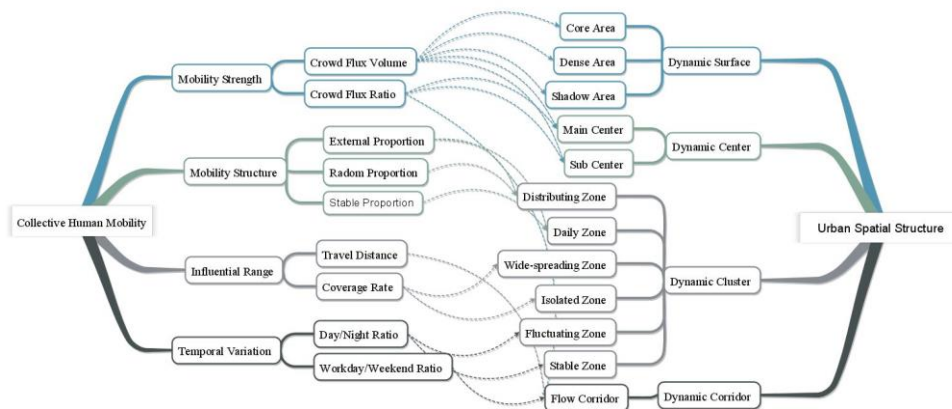 Collective Human Mobility
Mobility Strength
Crowd Flux Volume
Crowd Flux Ratio
Mobility Structure
External Proportion
Radom Proportion
Stable Proportion
Influential Range
Travel Distance
Coverage Rate
Temporal Variation
Day/Night Ratio
Workday/Weekend Ratio
Core Area
Dense Area
Shadow Area
Dynamic Surface
Main Center
Sub Center
Dynamic Center
Distributing Zone
Daily Zone
Wide-spreading Zone
Isolated Zone
Fluctuating Zone
Stable Zone
Dynamic Cluster
Flow Corridor
Dynamic Corridor
Urban Spatial Structure